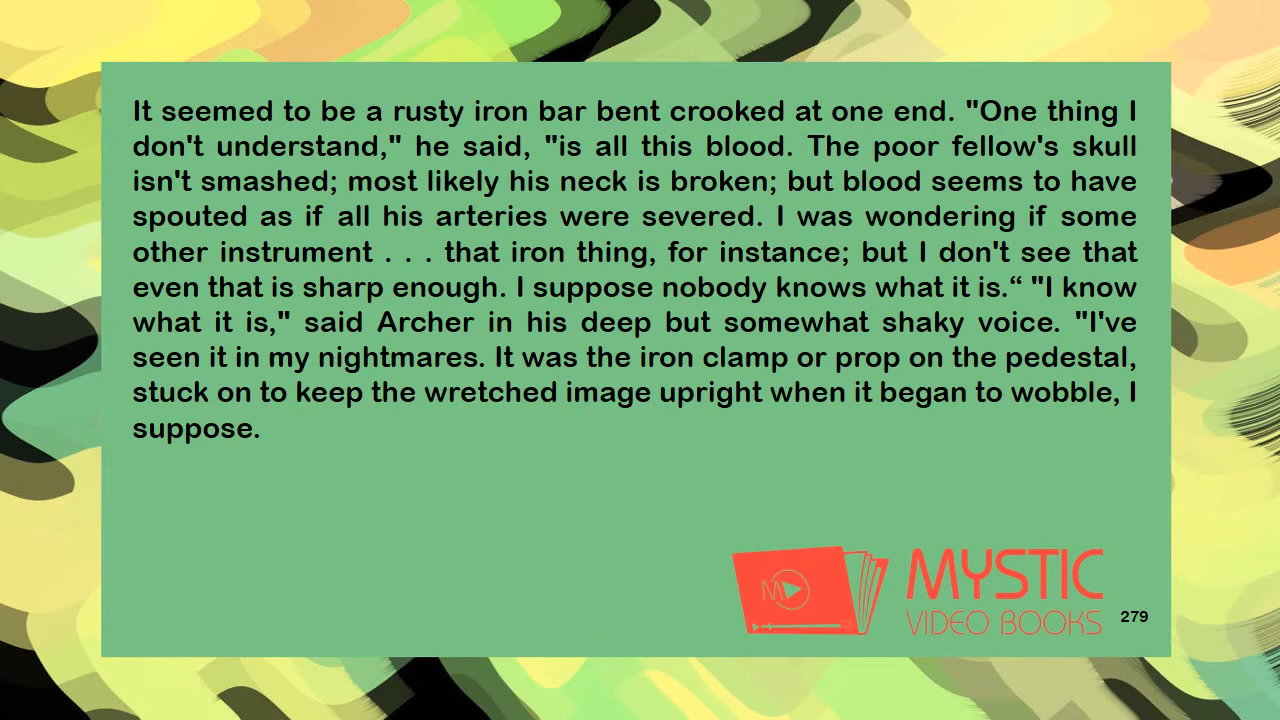 It seemed to be a rusty iron bar bent crooked at one end. "One thing I
don't understand," he said, "is all this blood. The poor fellow's skull
isn't smashed; most likely his neck is broken; but blood seems to have
spouted as if all his arteries were severed. I was wondering if some
other instrument . . . that iron thing, for instance; but I don't see that
even that is sharp enough. I suppose nobody knows what it is.“ "I know
what it is," said Archer in his deep but somewhat shaky voice. "I've
seen it in my nightmares. It was the iron clamp or prop on the pedestal,
stuck on to keep the wretched image upright when it began to wobble, I
suppose.
M
MYSTIC
VIDEO BOOKS
279